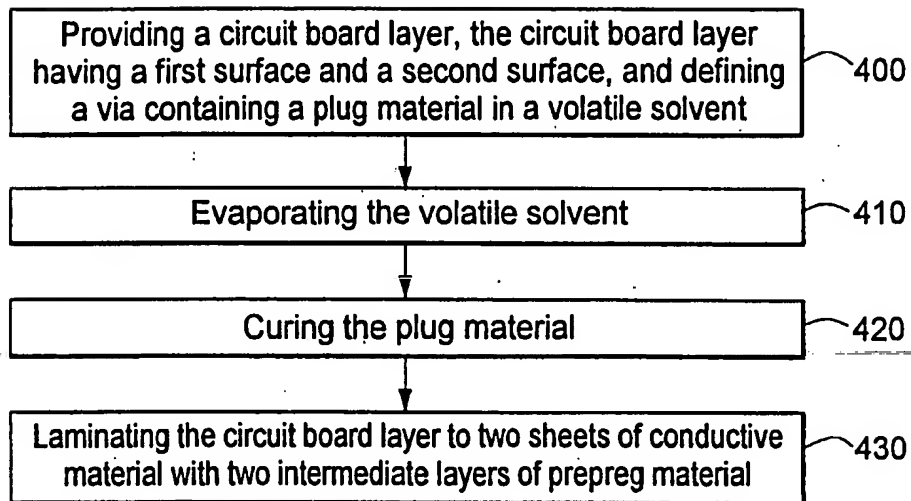 Providing a circuit board layer, the circuit board layer
having a first surface and a second surface, and defining
a via containing a plug material in a volatile solvent
400
Evaporating the volatile solvent
410
Curing the plug material
420
Laminating the circuit board layer to two sheets of conductive
material with two intermediate layers of prepreg material
430